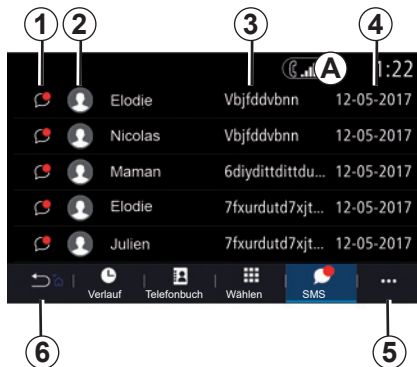 1 2 3 4
A 1:22
Elodie Vbjfddvbnn 12-05-2017
Nicolas Vbjfddvbnn 12-05-2017
Maman 6diydittdittdu... 12-05-2017
Elodie 7fxurdutd7xjt... 12-05-2017
Julien 7fxurdutd7xjt... 12-05-2017
Verlauf Telefonbuch Wählen SMS ...
6 5